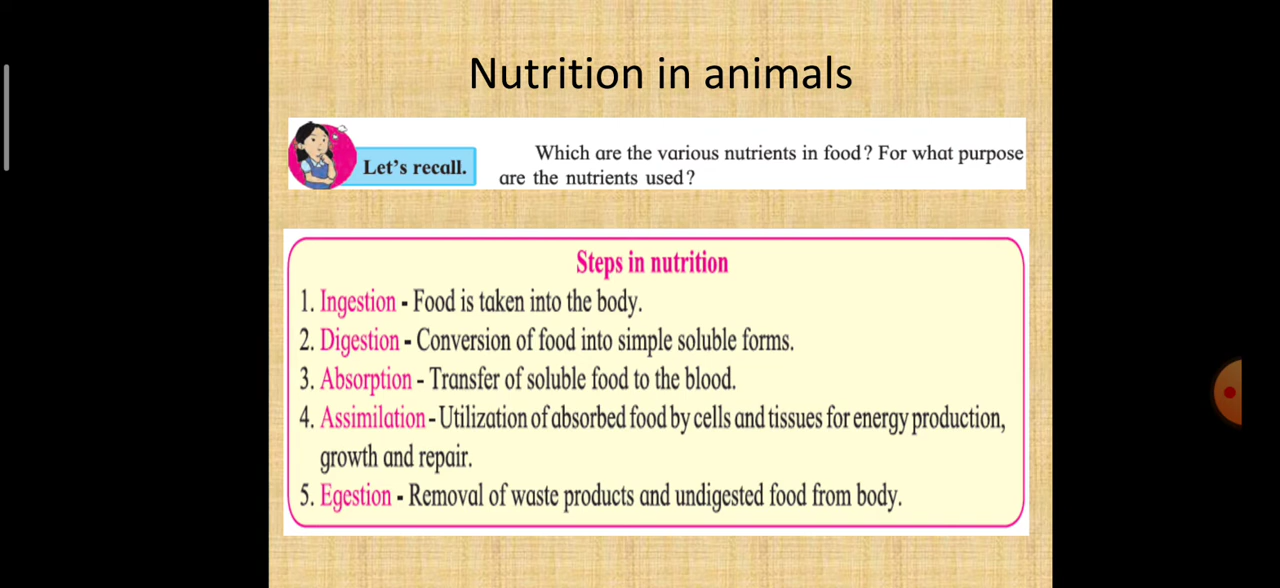 Nutrition in animals
Let's recall.
Which are the various nutrients in food? For what purpose
are the nutrients used?
Steps in nutrition
1. Ingestion - Food is taken into the body.
2. Digestion - Conversion of food into simple soluble forms.
3. Absorption - Transfer of soluble food to the blood.
4. Assimilation - Utilization of absorbed food by cells and tissues for energy production,
growth and repair.
5. Egestion - Removal of waste products and undigested food from body.